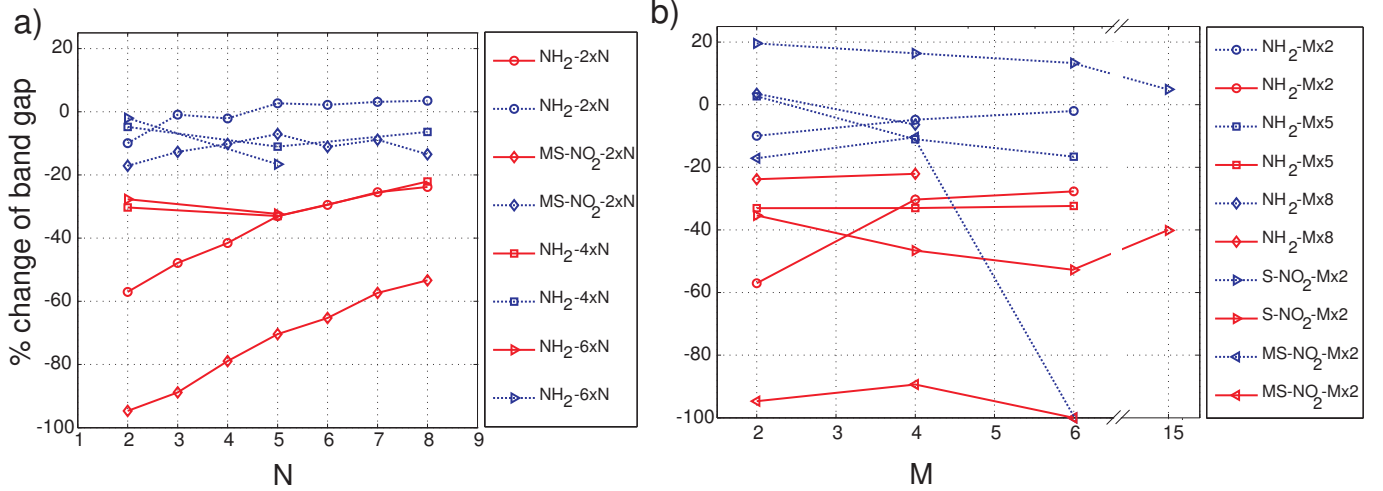 a)
% change of band gap
20
0
-20
-40
-60
-80
-100
1 2 3 4 5 6 7 8 9
N
NH2-2xN
NH2-2xN
MS-NO2-2xN
MS-NO2-2xN
NH2-4xN
NH2-4xN
NH2-6xN
NH2-6xN
b)
20
0
-20
-40
-60
-80
-100
2 3 4 5 6 15
M
NH2-Mx2
NH2-Mx2
NH2-Mx5
NH2-Mx5
NH2-Mx8
NH2-Mx8
S-NO2-Mx2
S-NO2-Mx2
MS-NO2-Mx2
MS-NO2-Mx2